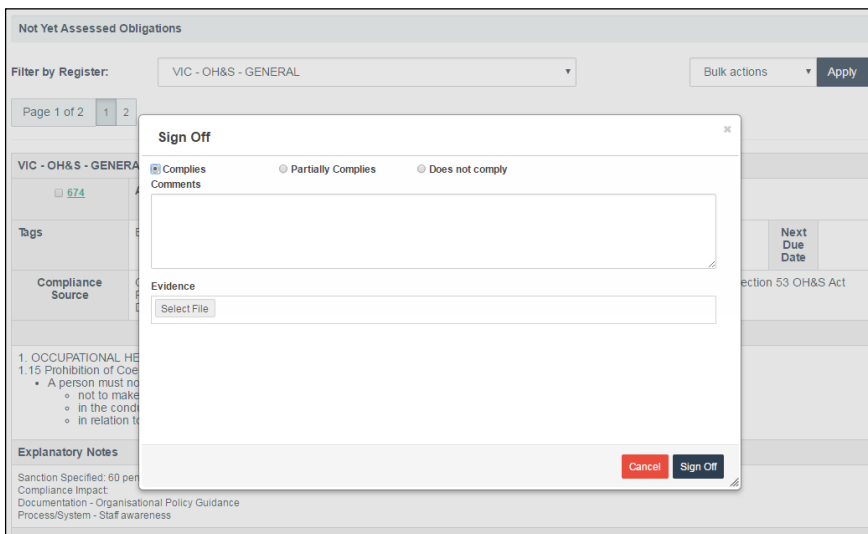 Not Yet Assessed Obligations
Filter by Register: VIC - OH&S - GENERAL Bulk actions Apply
Page 1 of 2 1 2
Sign Off
VIC - OH&S - GENERA
Complies Partially Complies Does not comply
Comments
674
Tags
Next
Due
Date
Compliance
Source
ection 53 OH&S Act
Evidence
Select File
1. OCCUPATIONAL HE
1.15 Prohibition of Coe
A person must no
not to make
in the condu
in relation to
Explanatory Notes
Cancel Sign Off
Sanction Specified: 60 pen
Compliance Impact:
Documentation - Organisational Policy Guidance
Process/System - Staff awareness